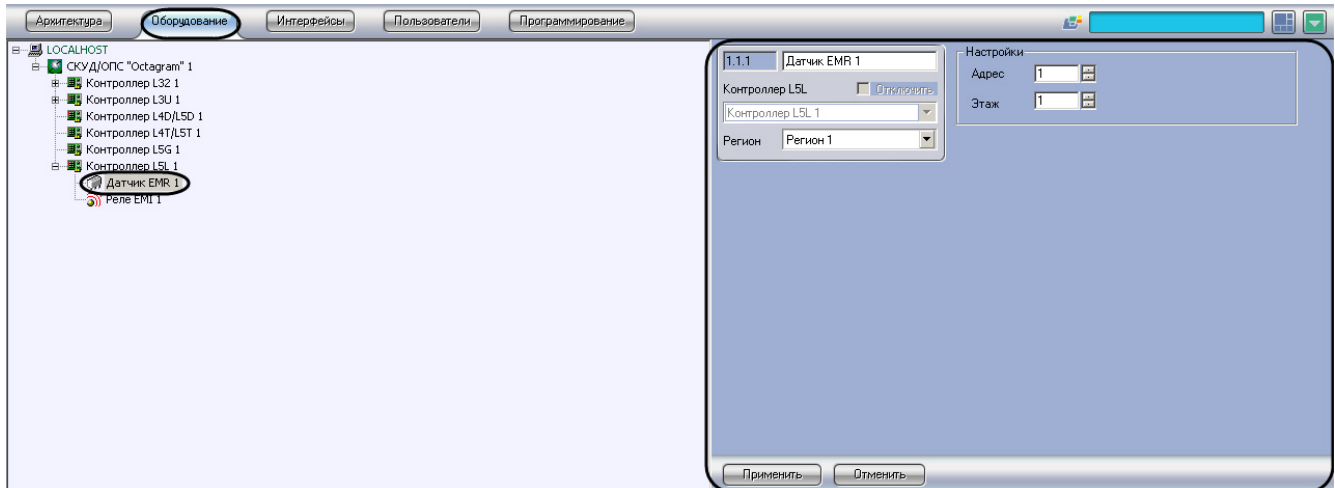 Архитектура Оборудование Интерфейсы Пользователи Программирование
LOCALHOST
СКУД/ОПС "Octagram" 1
Контроллер L32 1
Контроллер L3U 1
Контроллер L4D/L5D 1
Контроллер L4T/L5T 1
Контроллер L5G 1
Контроллер L5L 1
Датчик EMR 1
Реле EMI 1
1.1.1 Датчик EMR 1
Контроллер L5L Отключить
Контроллер L5L 1
Регион Регион 1
Настройки
Адрес 1
Этаж 1
Применить Отменить